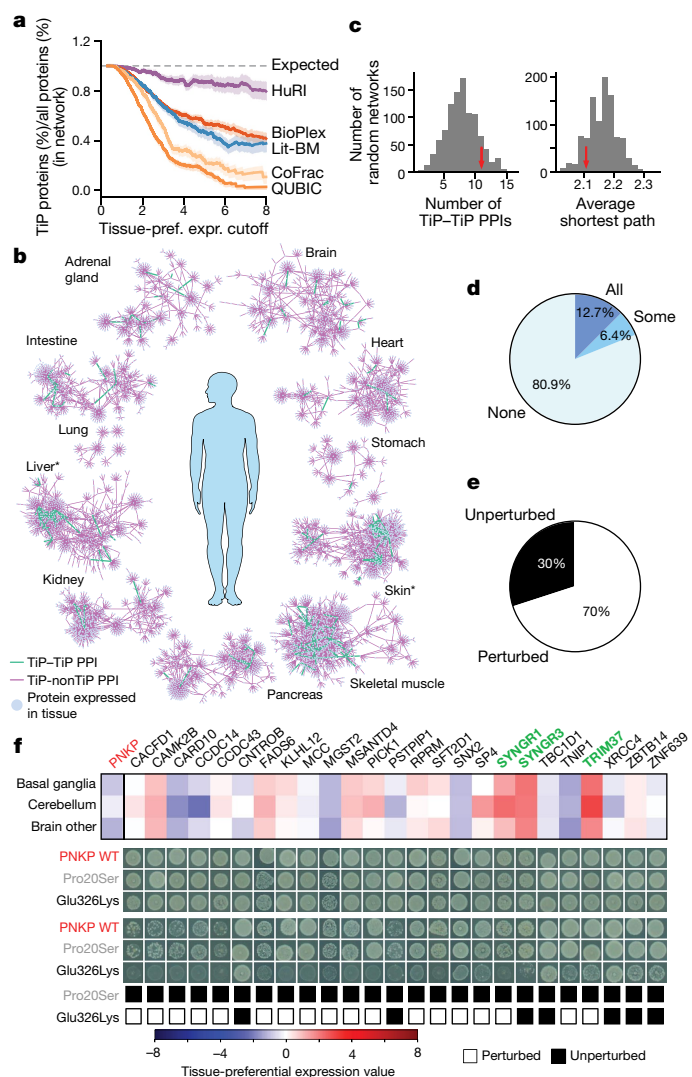 a
TiP proteins (%)/all proteins (%)
(in network)
1.2
0.8
0.4
0.0
0
2
4
6
8
Tissue-pref. expr. cutoff
Expected
HuRI
BioPlex
Lit-BM
CoFrac
QUBIC
c
Number of
random networks
150
100
50
0
5
10
15
Number of
TiP–TiP PPIs
200
150
100
50
0
2.1
2.2
2.3
Average
shortest path
b
Adrenal
gland
Brain
Intestine
Heart
Lung
Stomach
Liver*
Kidney
Skin*
Pancreas
Skeletal muscle
TiP–TiP PPI
TiP-nonTiP PPI
Protein expressed
in tissue
d
All
12.7%
Some
6.4%
80.9%
None
e
Unperturbed
30%
70%
Perturbed
f
PNKP
CACFD1
CAMK2B
CARD10
CCDC14
CCDC43
CNTROB
FADS6
KLHL12
MCC
MGST2
MSANTD4
PICK1
PSTPIP1
RPRM
SFT2D1
SNX2
SP4
SYNGR1
SYNGR3
TBC1D1
TNIP1
TRIM37
XRCC4
ZBTB14
ZNF639
Basal ganglia
Cerebellum
Brain other
PNKP WT
Pro20Ser
Glu326Lys
PNKP WT
Pro20Ser
Glu326Lys
Pro20Ser
Glu326Lys
−8
−4
0
4
8
Tissue-preferential expression value
Perturbed
Unperturbed